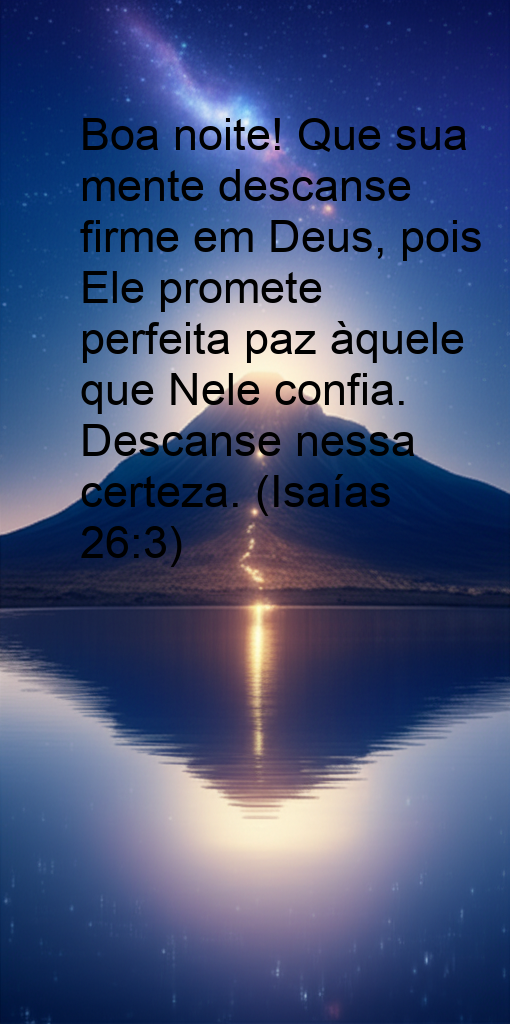 Boa noite! Que sua
mente descanse
firme em Deus, pois
Ele promete
perfeita paz àquele
que Nele confia.
Descanse nessa
certeza. (Isaías
26:3)